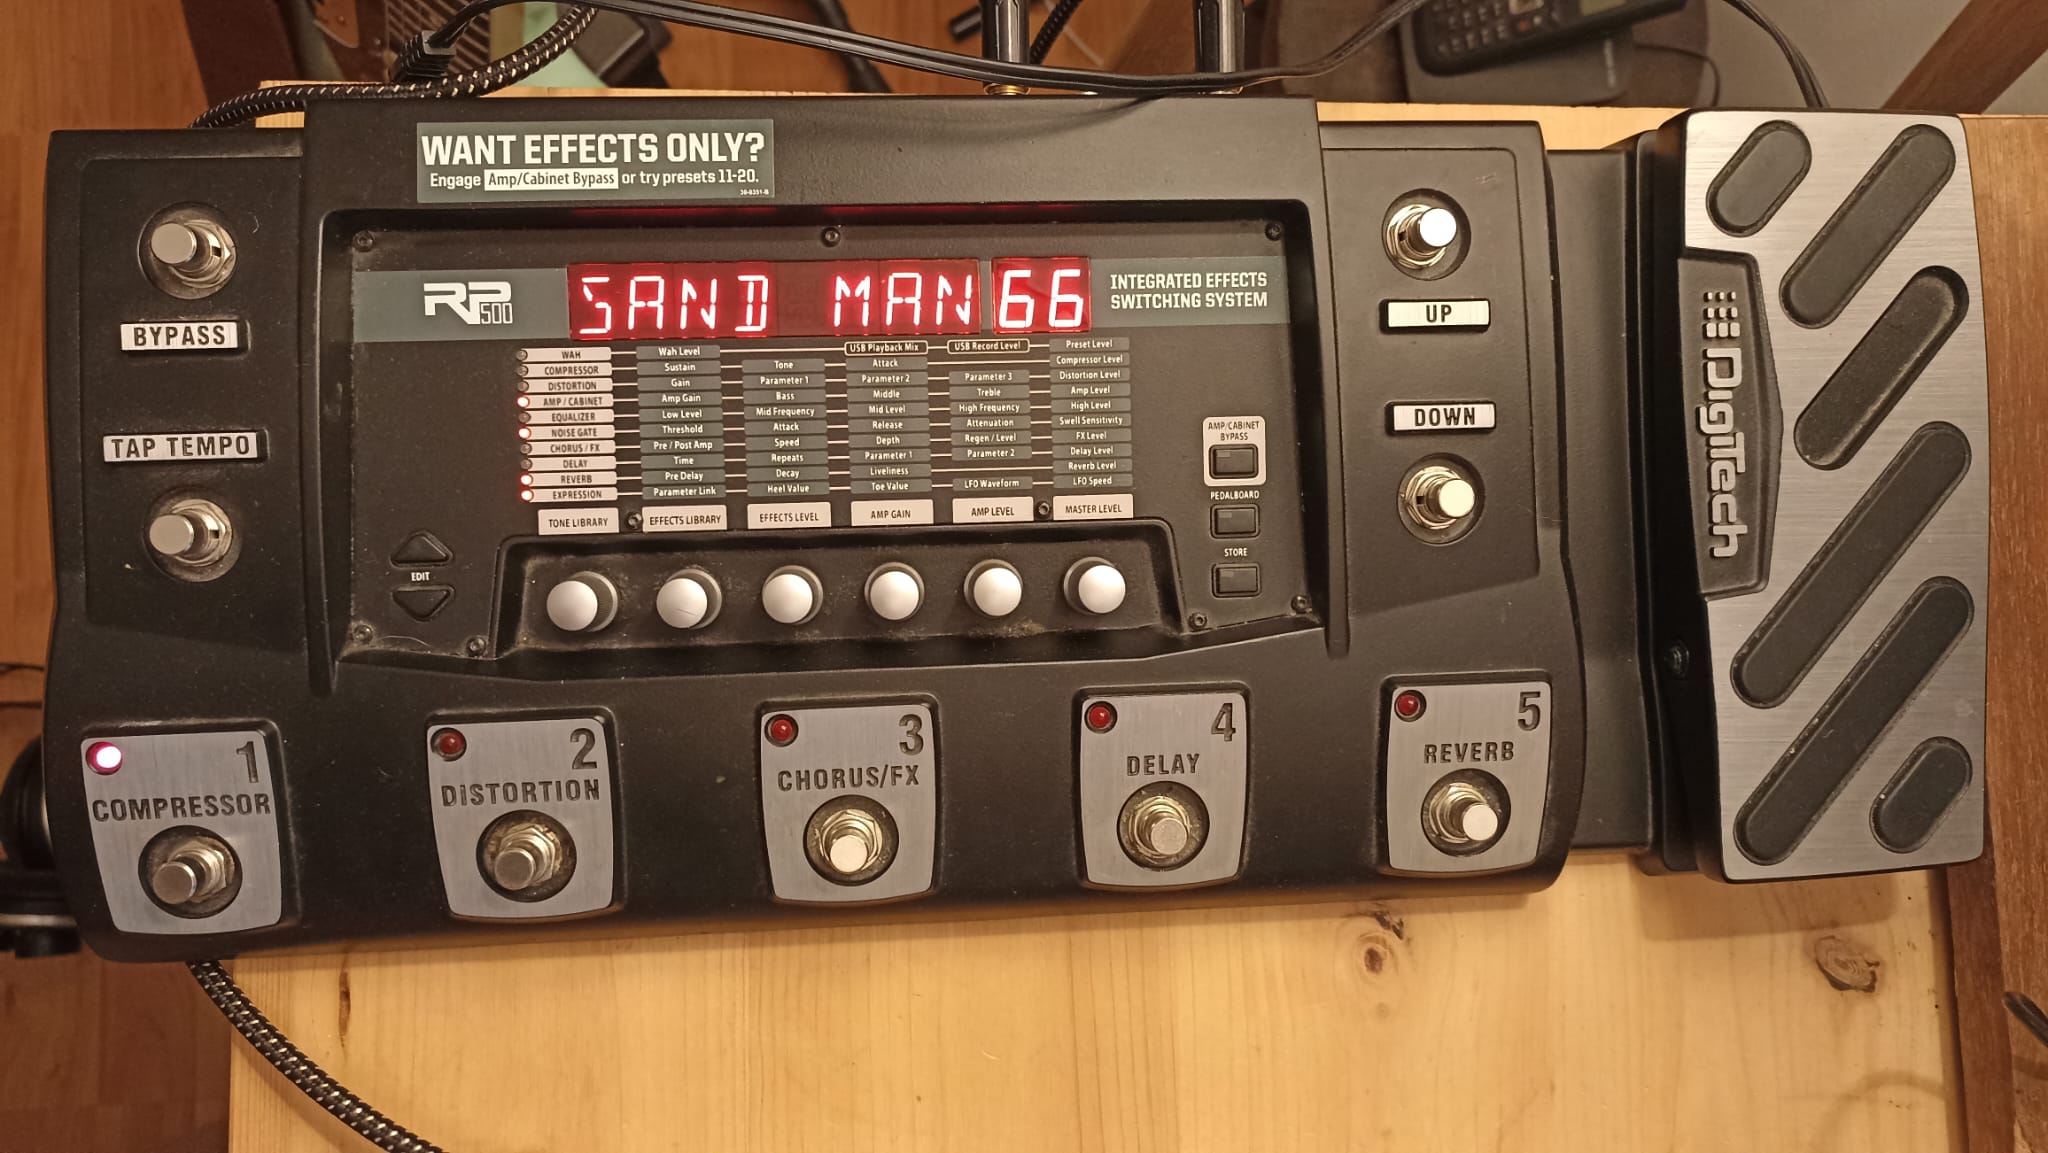 WANT EFFECTS ONLY?
Engage Amp/Cabinet Bypass or try presets 11-20.
RP500
SAND MAN 66
INTEGRATED EFFECTS
SWITCHING SYSTEM
BYPASS
TAP TEMPO
UP
DOWN
DigiTech
USB Playback Mix USB Record Level
WAH Wah Level Preset Level
COMPRESSOR Sustain Tone Attack Compressor Level
DISTORTION Gain Parameter 1 Parameter 2 Parameter 3 Distortion Level
AMP / CABINET Amp Gain Bass Middle Treble Amp Level
EQUALIZER Low Level Mid Frequency Mid Level High Frequency High Level
NOISE GATE Threshold Attack Release Attenuation Swell Sensitivity
CHORUS / FX Pre / Post Amp Speed Depth Regen / Level FX Level
DELAY Time Repeats Parameter 1 Parameter 2 Delay Level
REVERB Pre Delay Decay Liveliness Reverb Level
EXPRESSION Parameter Link Heel Value Toe Value LFO Waveform LFO Speed
TONE LIBRARY EFFECTS LIBRARY EFFECTS LEVEL AMP GAIN AMP LEVEL MASTER LEVEL
EDIT
AMP/CABINET
BYPASS
PEDALBOARD
STORE
1
COMPRESSOR
2
DISTORTION
3
CHORUS/FX
4
DELAY
5
REVERB